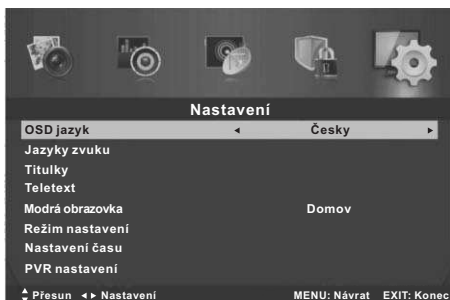 Nastavení
OSD jazyk Česky
Jazyky zvuku
Titulky
Teletext
Modrá obrazovka Domov
Režim nastavení
Nastavení času
PVR nastavení
Přesun Nastavení MENU: Návrat EXIT: Konec